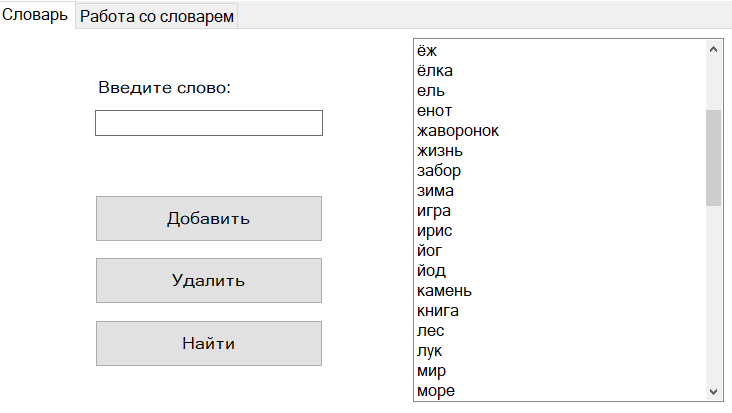 Словарь
Работа со словарем
Введите слово:
Добавить
Удалить
Найти
ёж
ёлка
ель
енот
жаворонок
жизнь
забор
зима
игра
ирис
йог
йод
камень
книга
лес
лук
мир
море